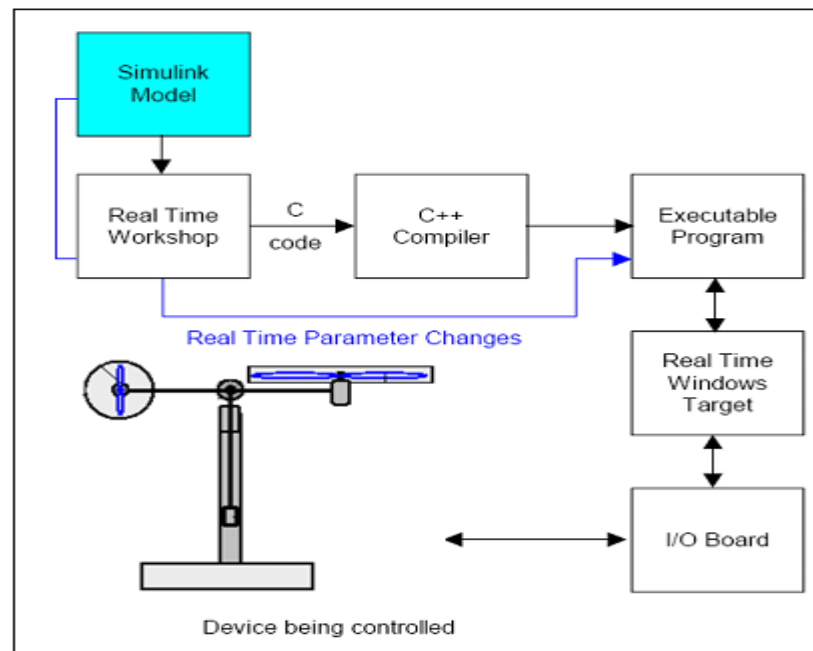 Simulink
Model
Real Time
Workshop
C
code
C++
Compiler
Executable
Program
Real Time Parameter Changes
Real Time
Windows
Target
I/O Board
Device being controlled